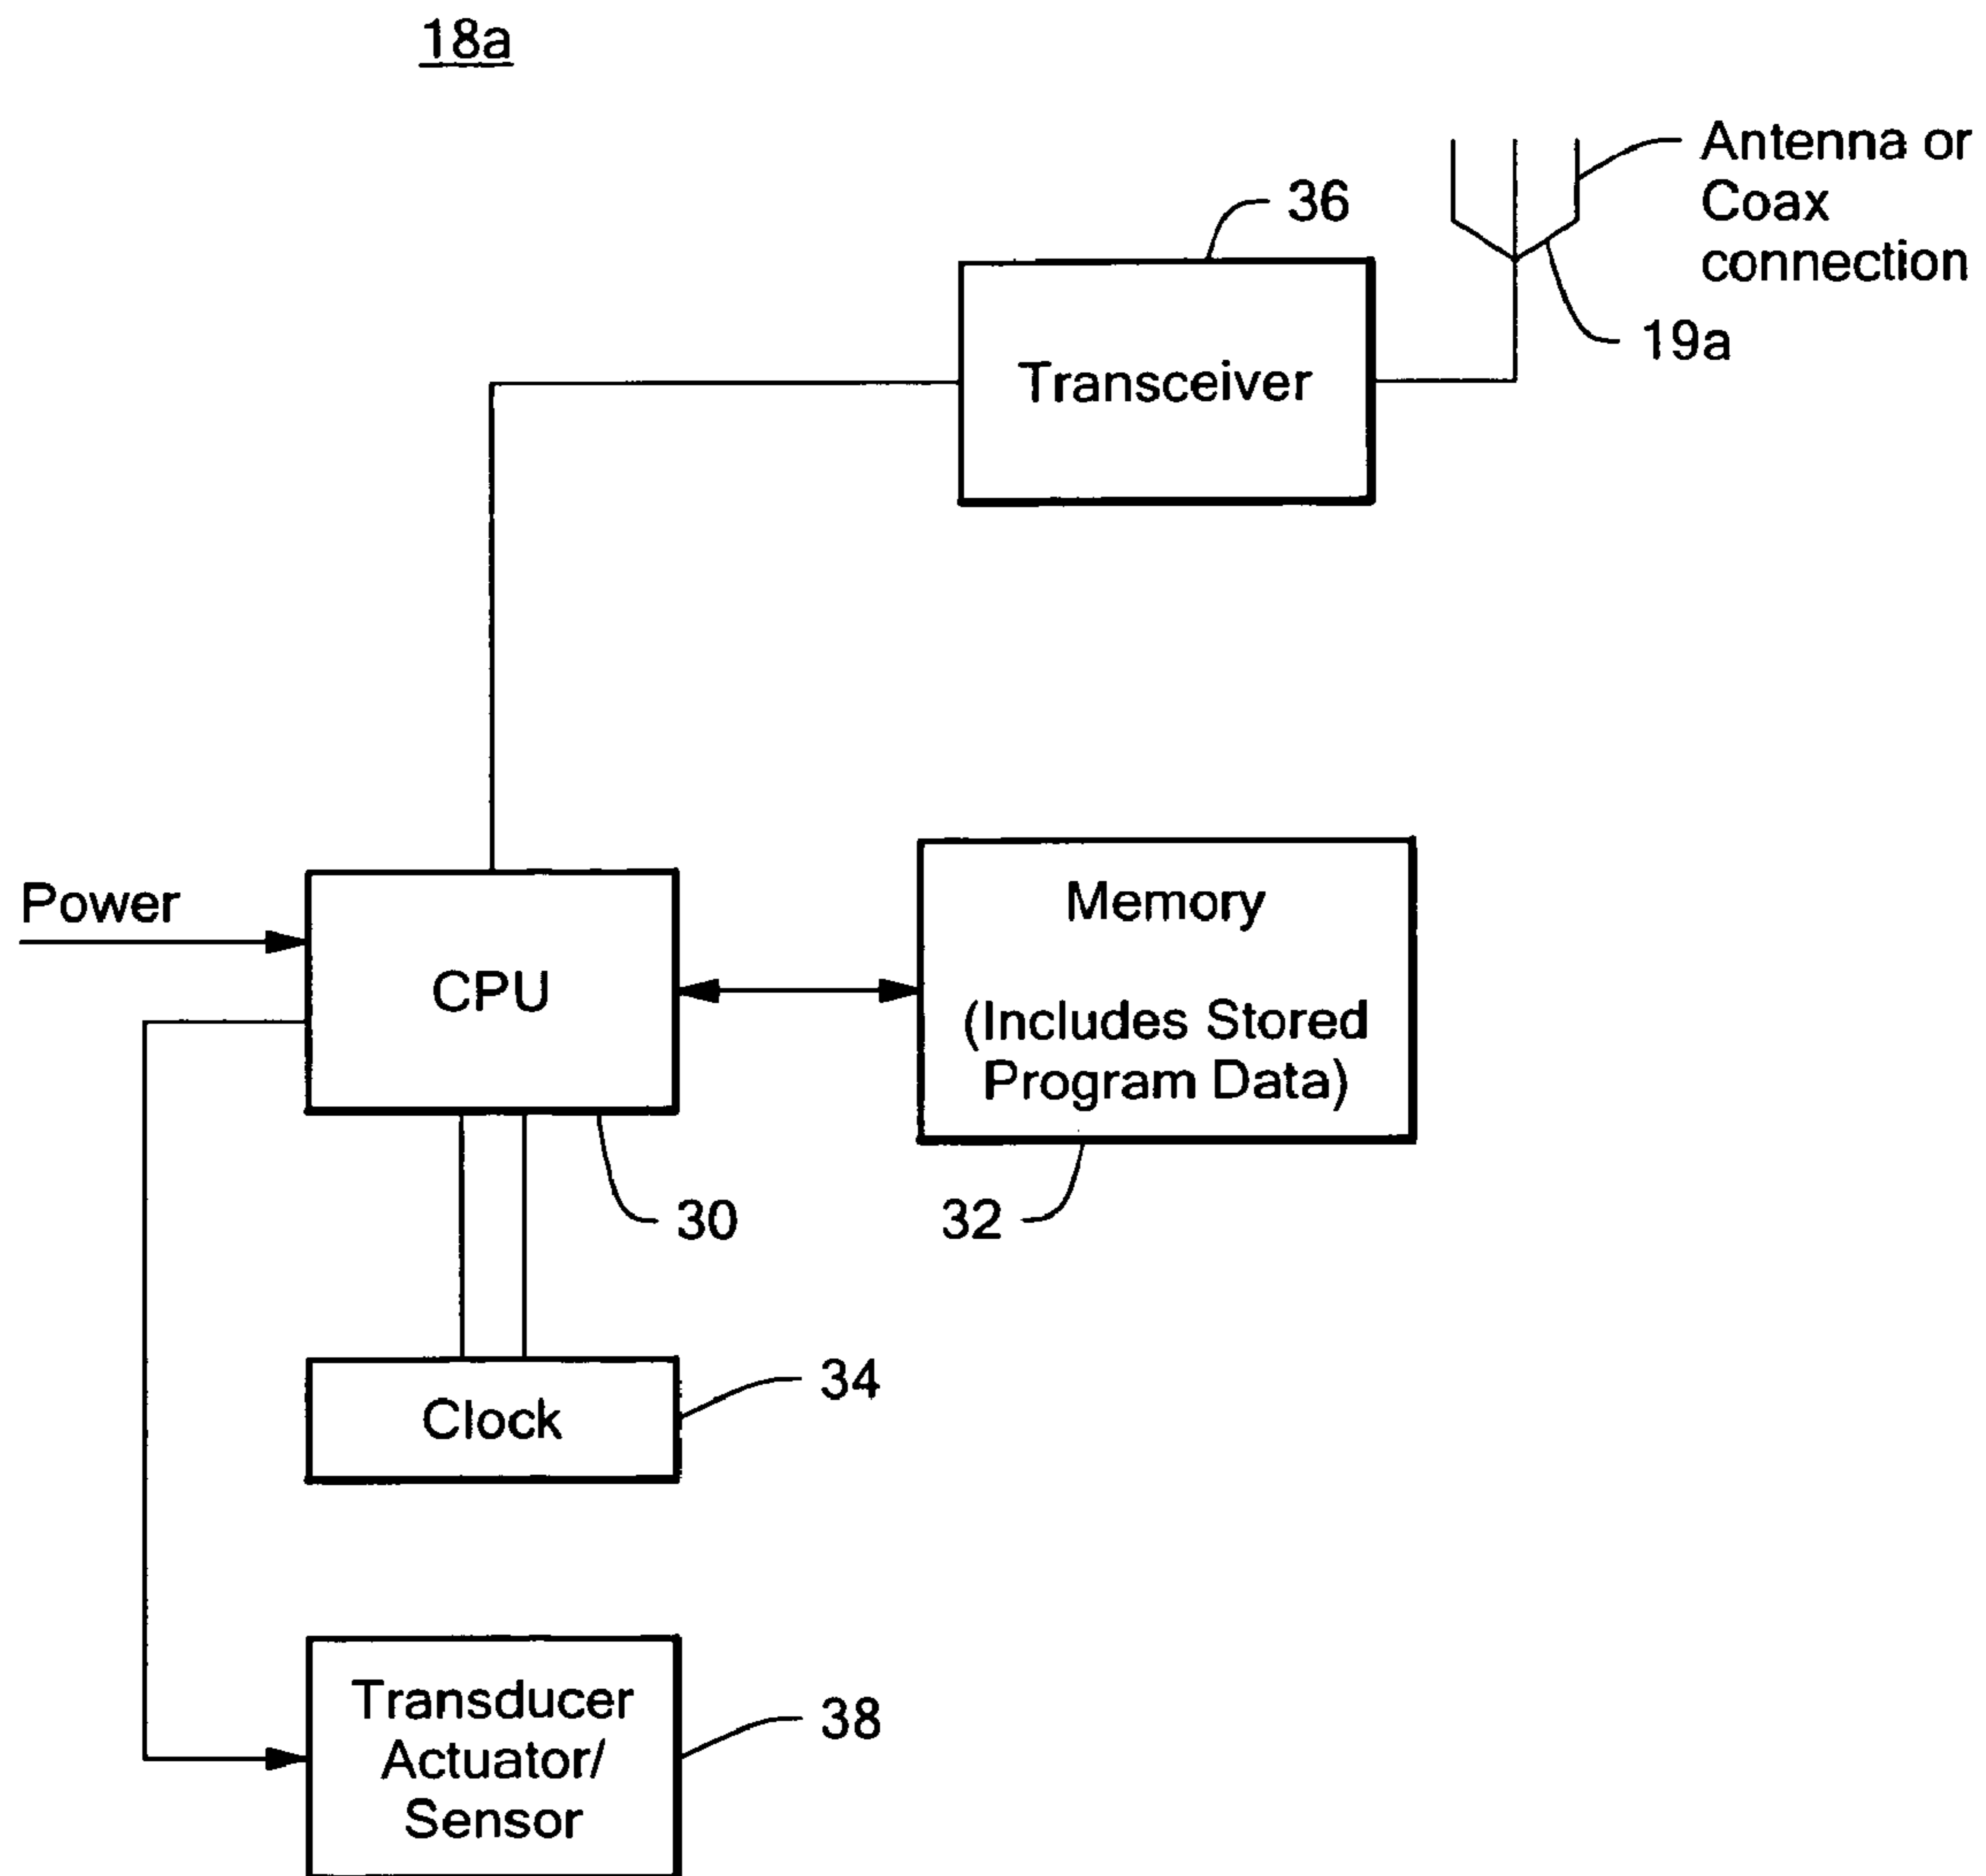 18a
Antenna or
Coax
connection
36
19a
Transceiver
Power
CPU
Memory
(Includes Stored
Program Data)
30
32
34
Clock
Transducer
Actuator/
Sensor
38